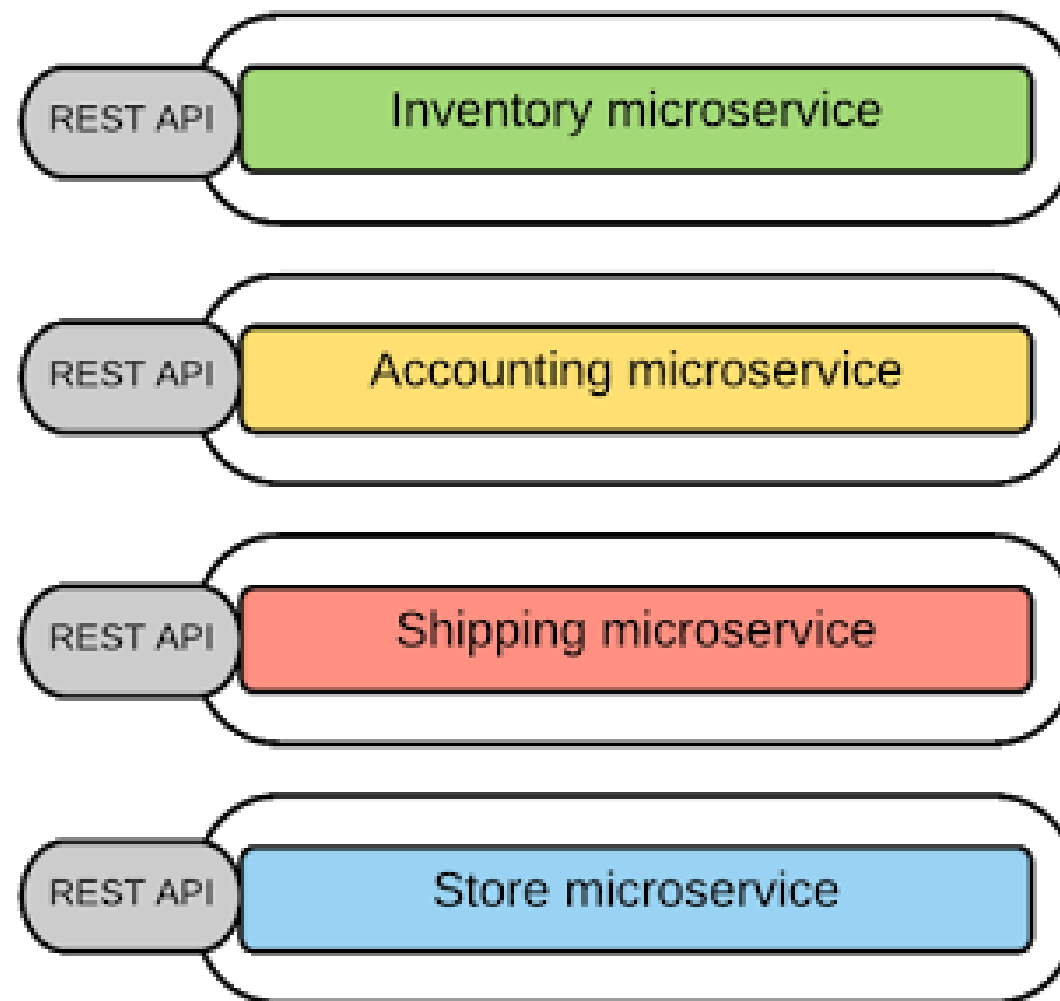 REST API
Inventory microservice
REST API
Accounting microservice
REST API
Shipping microservice
REST API
Store microservice